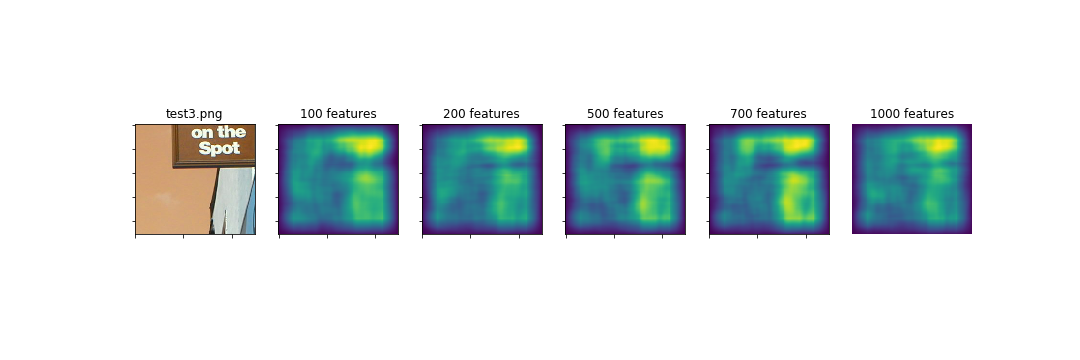 test3.png
100 features
200 features
500 features
700 features
1000 features
on the
Spot